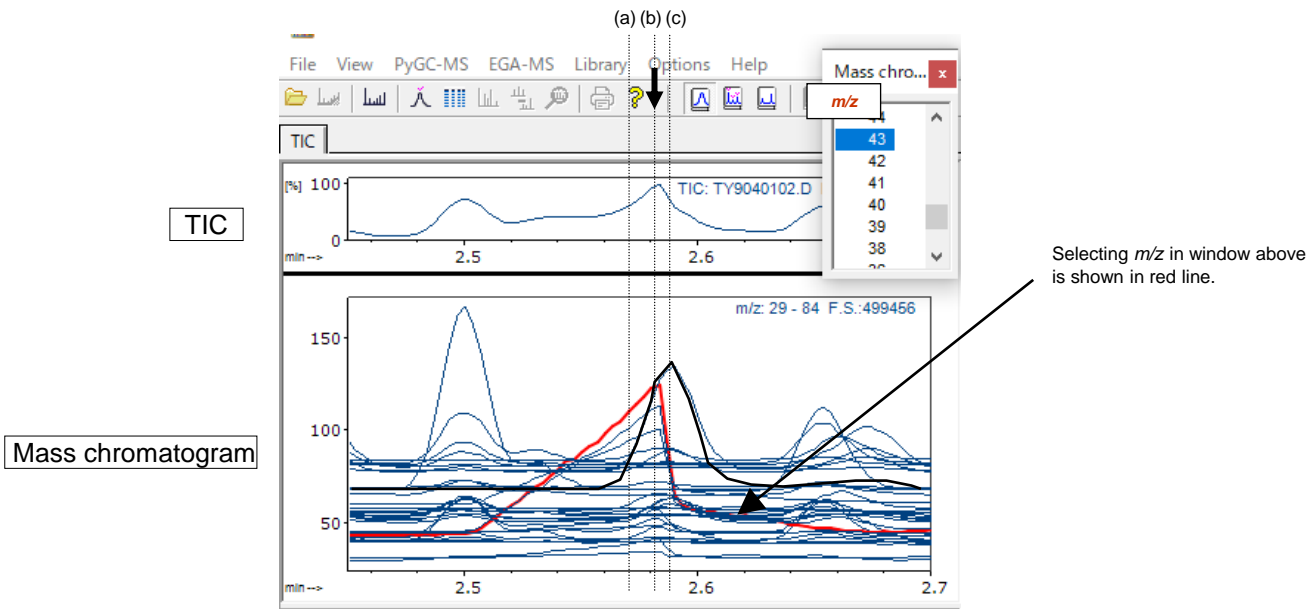 (a) (b) (c)
File View PyGC-MS EGA-MS Library Options Help
Mass chro... x
m/z
44
43
42
41
40
39
38
TIC
[%] 100
TIC: TY9040102.D
0
min-->
2.5 2.6
TIC
Selecting m/z in window above
is shown in red line.
m/z: 29 - 84 F.S.:499456
150
100
50
Mass chromatogram
min-->
2.5 2.6 2.7